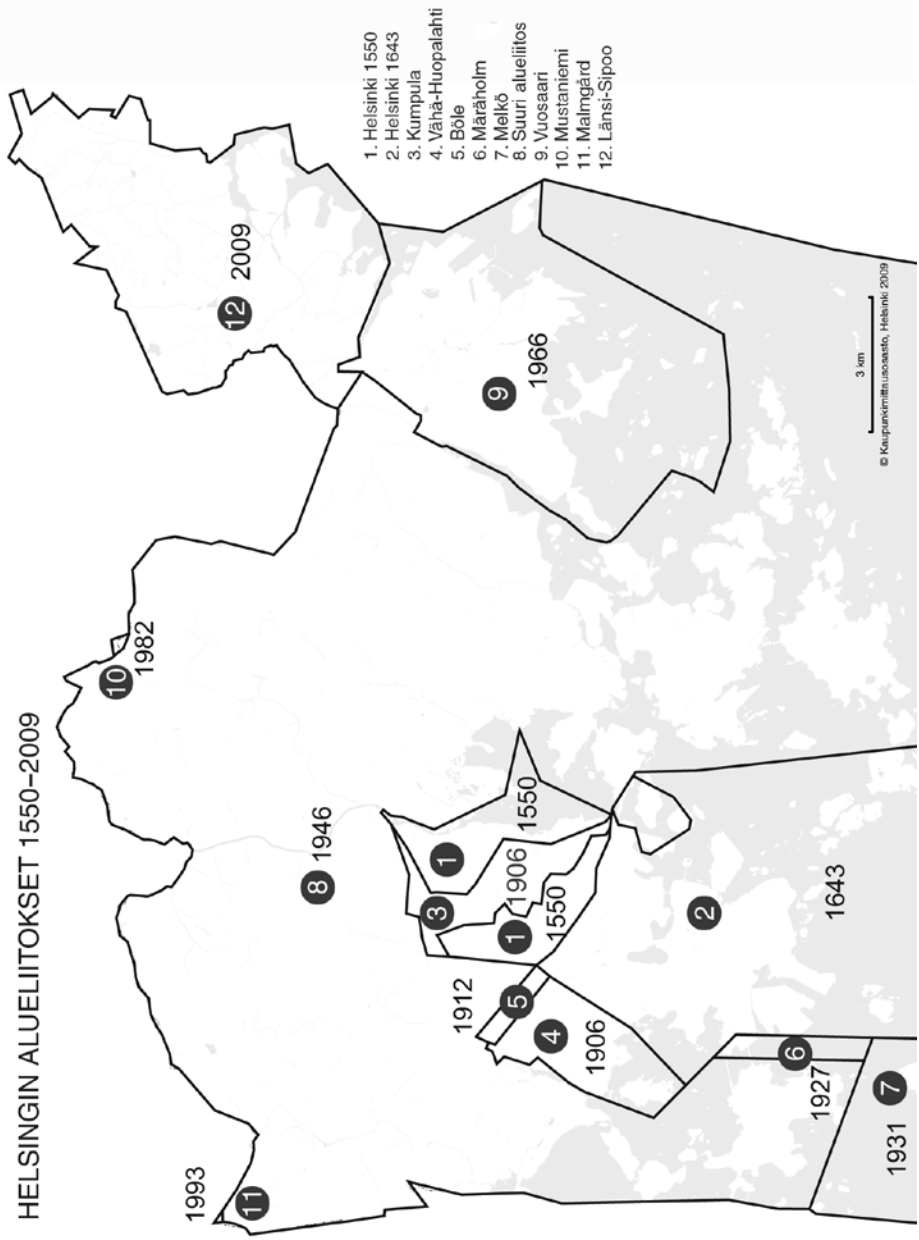 HELSINGIN ALUELIITOKSET 1550–2009
1993
11
10
1982
12
2009
8
1946
1912
3
1
1550
1906
1
1550
5
4
1906
9
1966
2
1643
6
1927
7
1931
1. Helsinki 1550
2. Helsinki 1643
3. Kumpula
4. Vähä-Huopalahti
5. Böle
6. Märäholm
7. Melkö
8. Suuri alueliitos
9. Vuosaari
10. Mustaniemi
11. Malmgård
12. Länsi-Sipoo
3 km
© Kaupunkimittausosasto, Helsinki 2009